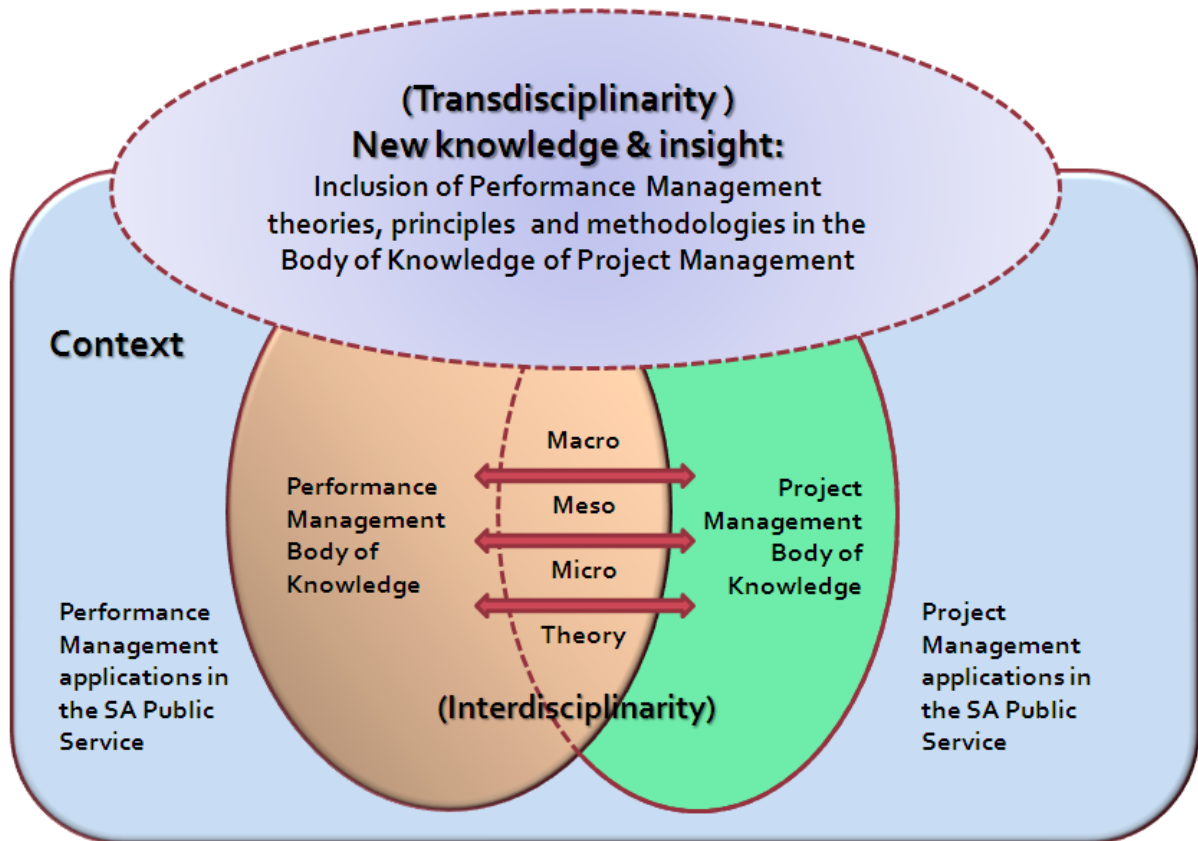 (Transdisciplinarity )
New knowledge & insight:
Inclusion of Performance Management
theories, principles and methodologies in the
Body of Knowledge of Project Management
Context
Macro
Meso
Micro
Theory
Performance
Management
Body of
Knowledge
Project
Management
Body of
Knowledge
(Interdisciplinarity)
Performance
Management
applications in
the SA Public
Service
Project
Management
applications in
the SA Public
Service